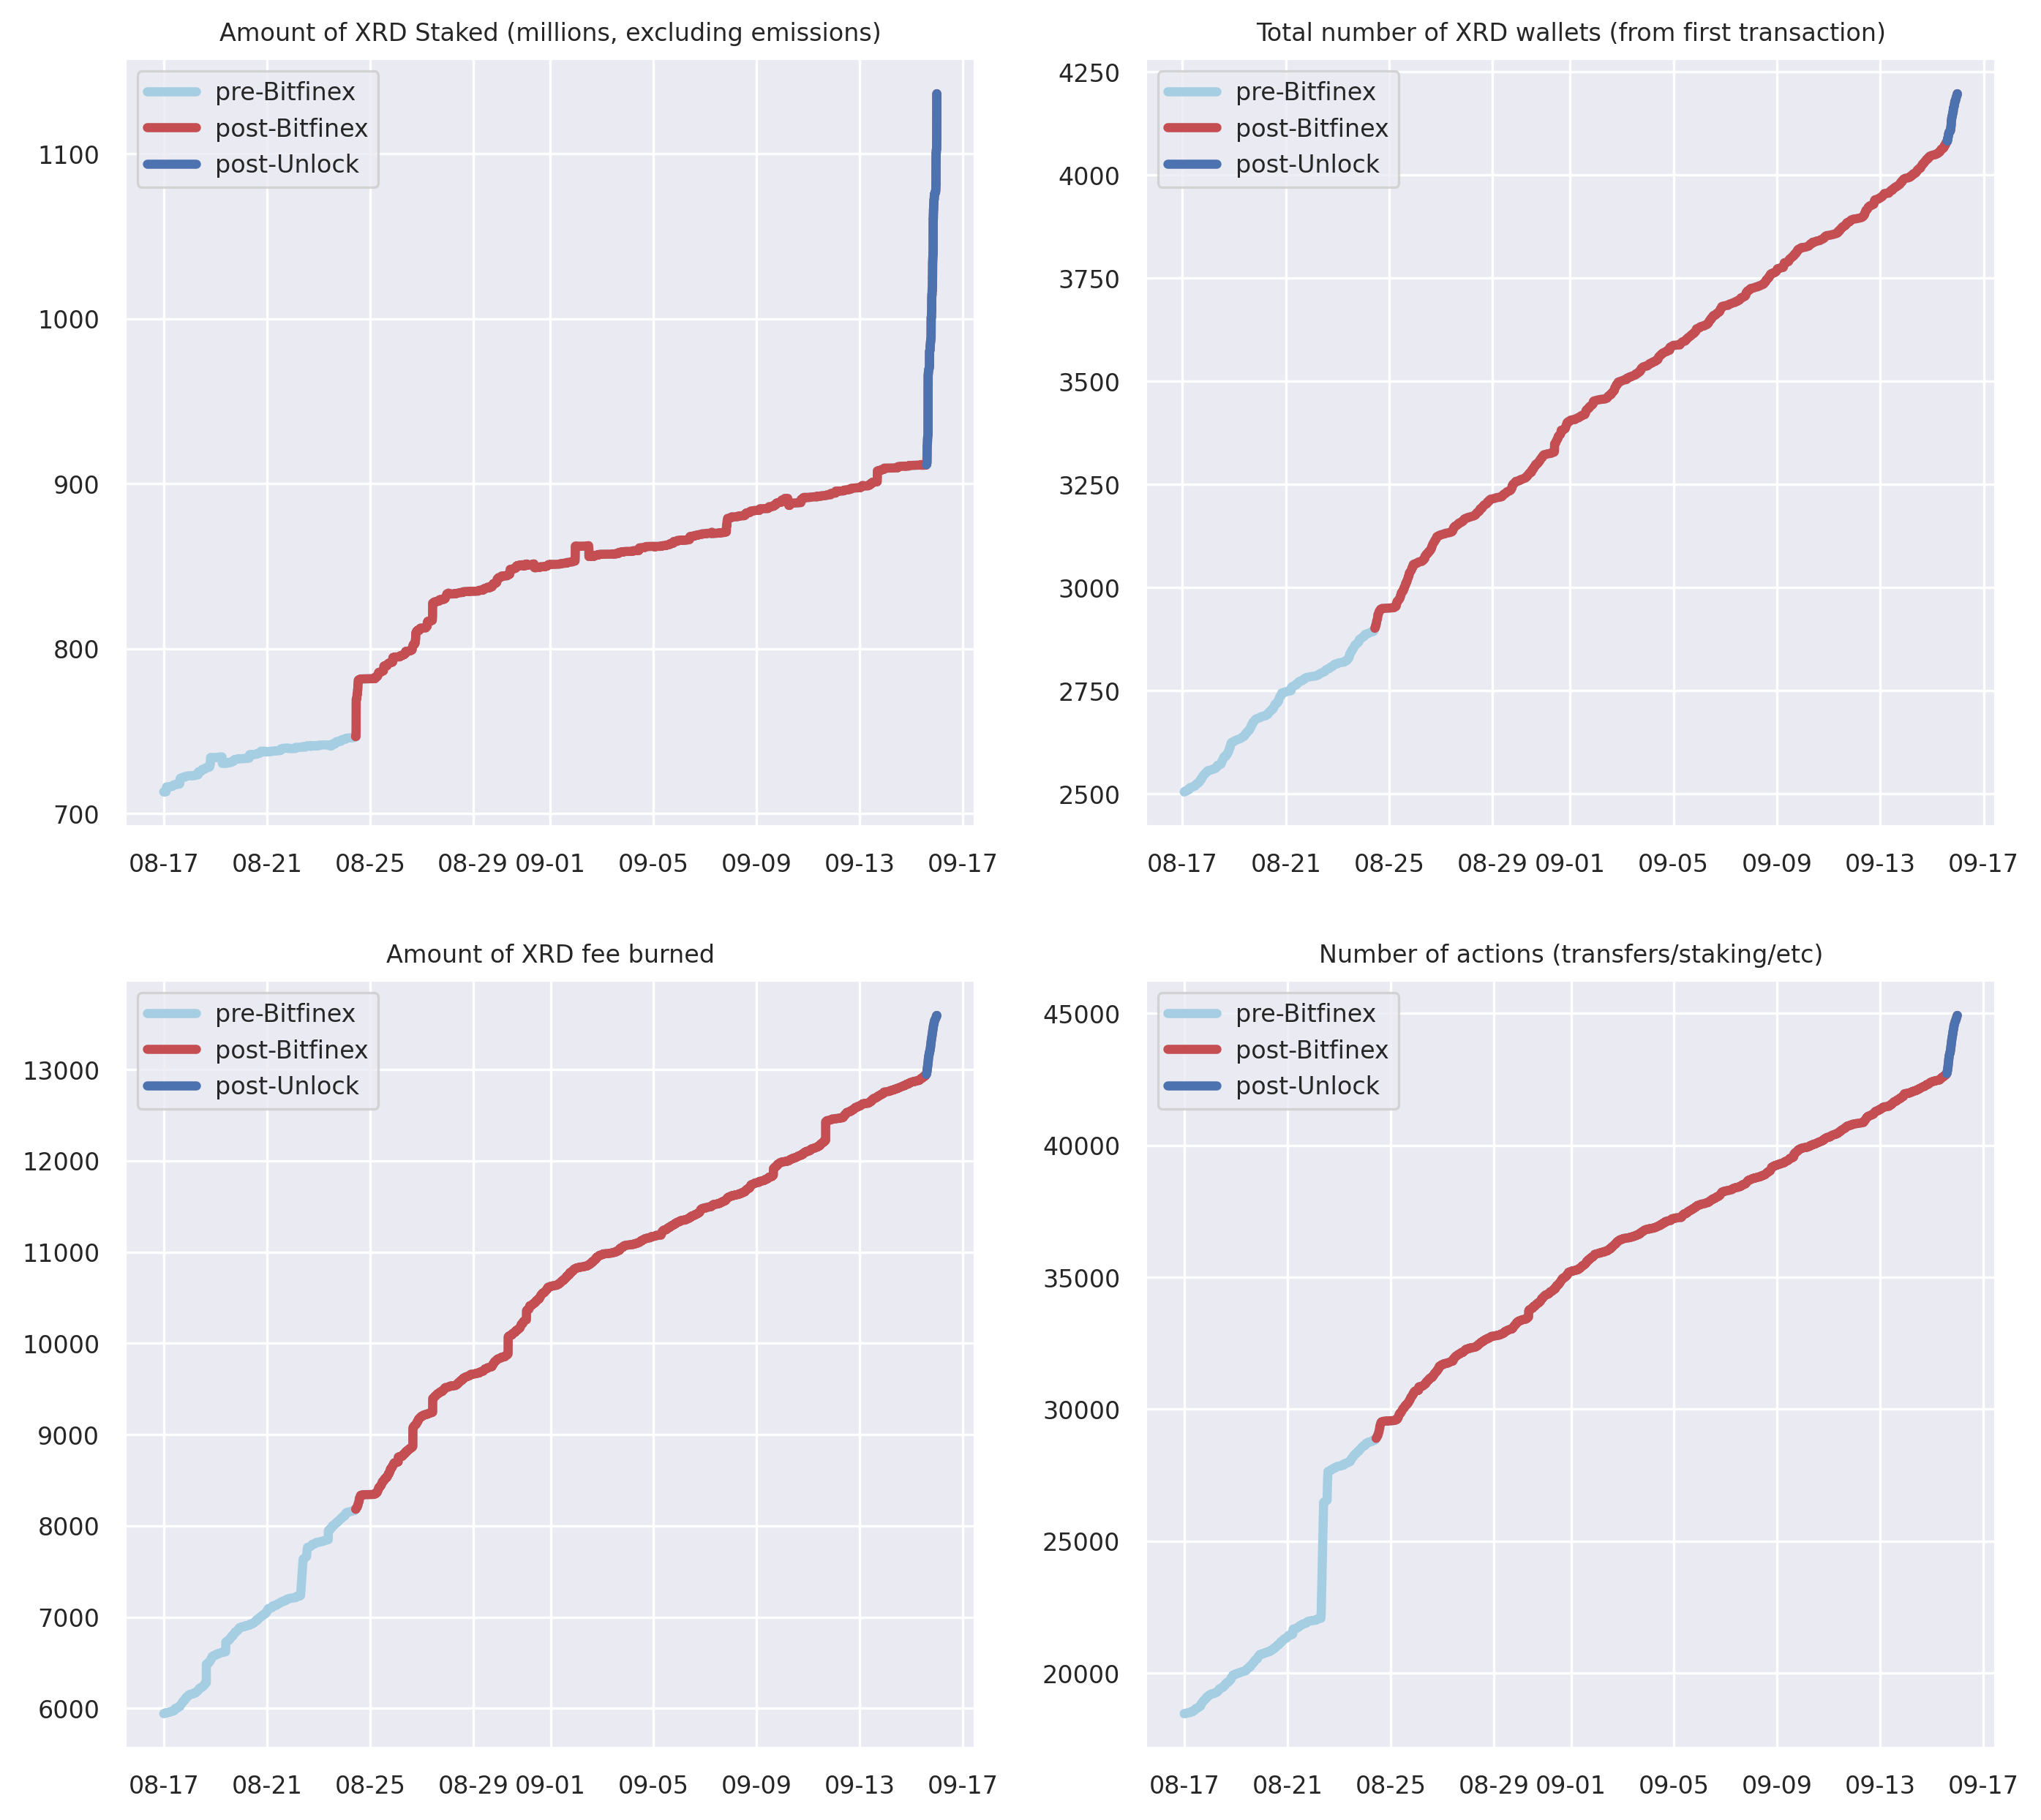 Amount of XRD Staked (millions, excluding emissions)
pre-Bitfinex
post-Bitfinex
post-Unlock
1100
1000
900
800
700
08-17 08-21 08-25 08-29 09-01 09-05 09-09 09-13 09-17
Total number of XRD wallets (from first transaction)
pre-Bitfinex
post-Bitfinex
post-Unlock
4250
4000
3750
3500
3250
3000
2750
2500
08-17 08-21 08-25 08-29 09-01 09-05 09-09 09-13 09-17
Amount of XRD fee burned
pre-Bitfinex
post-Bitfinex
post-Unlock
13000
12000
11000
10000
9000
8000
7000
6000
08-17 08-21 08-25 08-29 09-01 09-05 09-09 09-13 09-17
Number of actions (transfers/staking/etc)
pre-Bitfinex
post-Bitfinex
post-Unlock
45000
40000
35000
30000
25000
20000
08-17 08-21 08-25 08-29 09-01 09-05 09-09 09-13 09-17